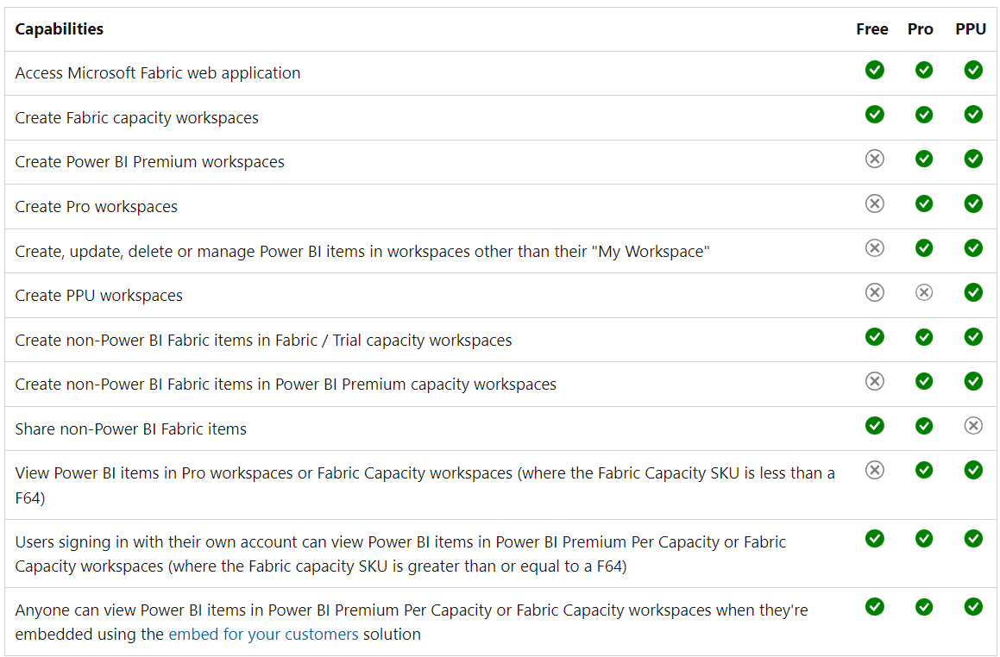 Capabilities Free Pro PPU
Access Microsoft Fabric web application
Create Fabric capacity workspaces
Create Power BI Premium workspaces
Create Pro workspaces
Create, update, delete or manage Power BI items in workspaces other than their "My Workspace"
Create PPU workspaces
Create non-Power BI Fabric items in Fabric / Trial capacity workspaces
Create non-Power BI Fabric items in Power BI Premium capacity workspaces
Share non-Power BI Fabric items
View Power BI items in Pro workspaces or Fabric Capacity workspaces (where the Fabric Capacity SKU is less than a
F64)
Users signing in with their own account can view Power BI items in Power BI Premium Per Capacity or Fabric
Capacity workspaces (where the Fabric capacity SKU is greater than or equal to a F64)
Anyone can view Power BI items in Power BI Premium Per Capacity or Fabric Capacity workspaces when they're
embedded using the embed for your customers solution